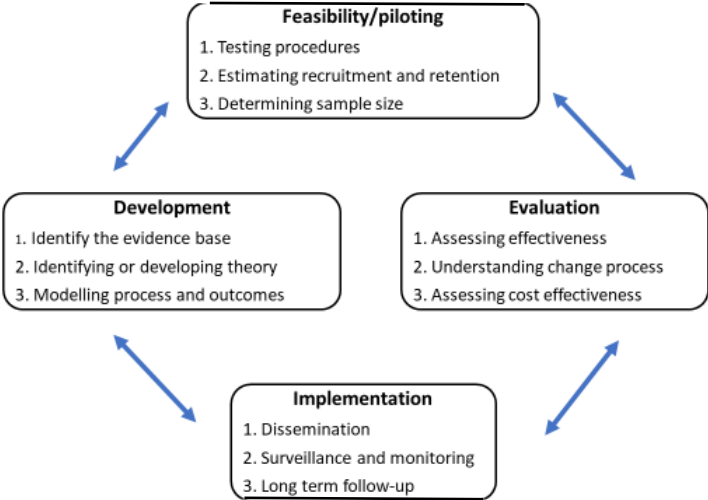 Feasibility/piloting
1. Testing procedures
2. Estimating recruitment and retention
3. Determining sample size
Development
1. Identify the evidence base
2. Identifying or developing theory
3. Modelling process and outcomes
Evaluation
1. Assessing effectiveness
2. Understanding change process
3. Assessing cost effectiveness
Implementation
1. Dissemination
2. Surveillance and monitoring
3. Long term follow-up